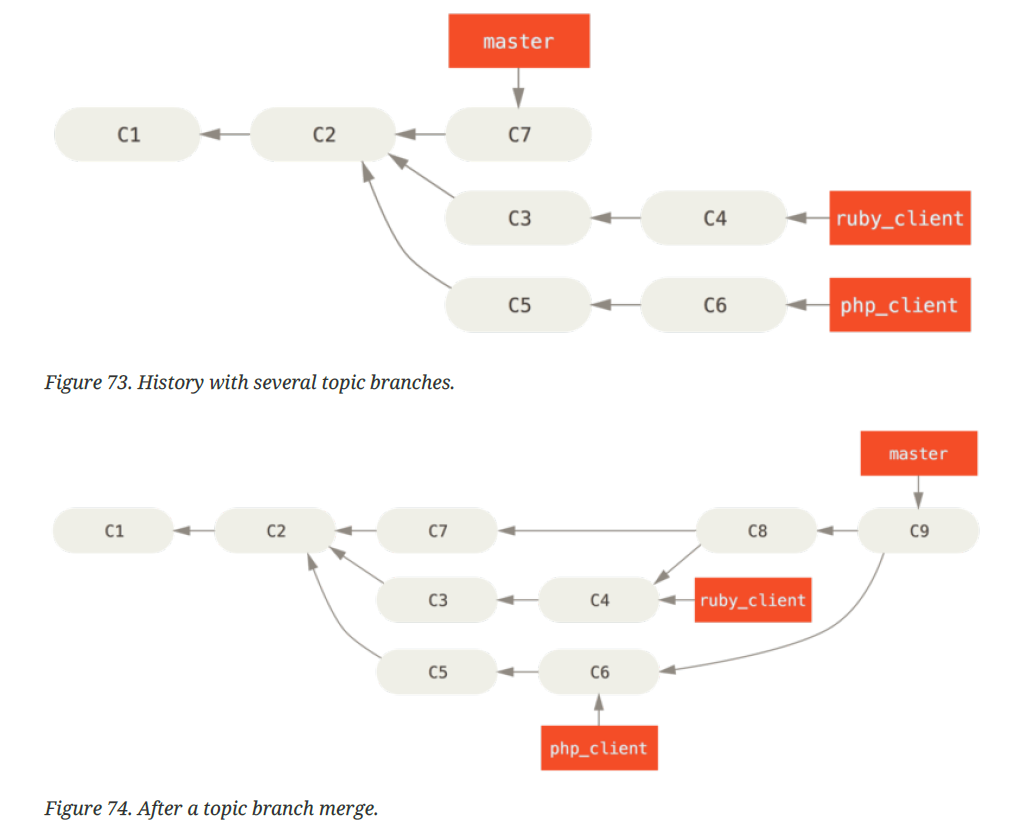 master
C1
C2
C7
C3
C4
ruby_client
C5
C6
php_client
Figure 73. History with several topic branches.
master
C1
C2
C7
C8
C9
C3
C4
ruby_client
C5
C6
php_client
Figure 74. After a topic branch merge.